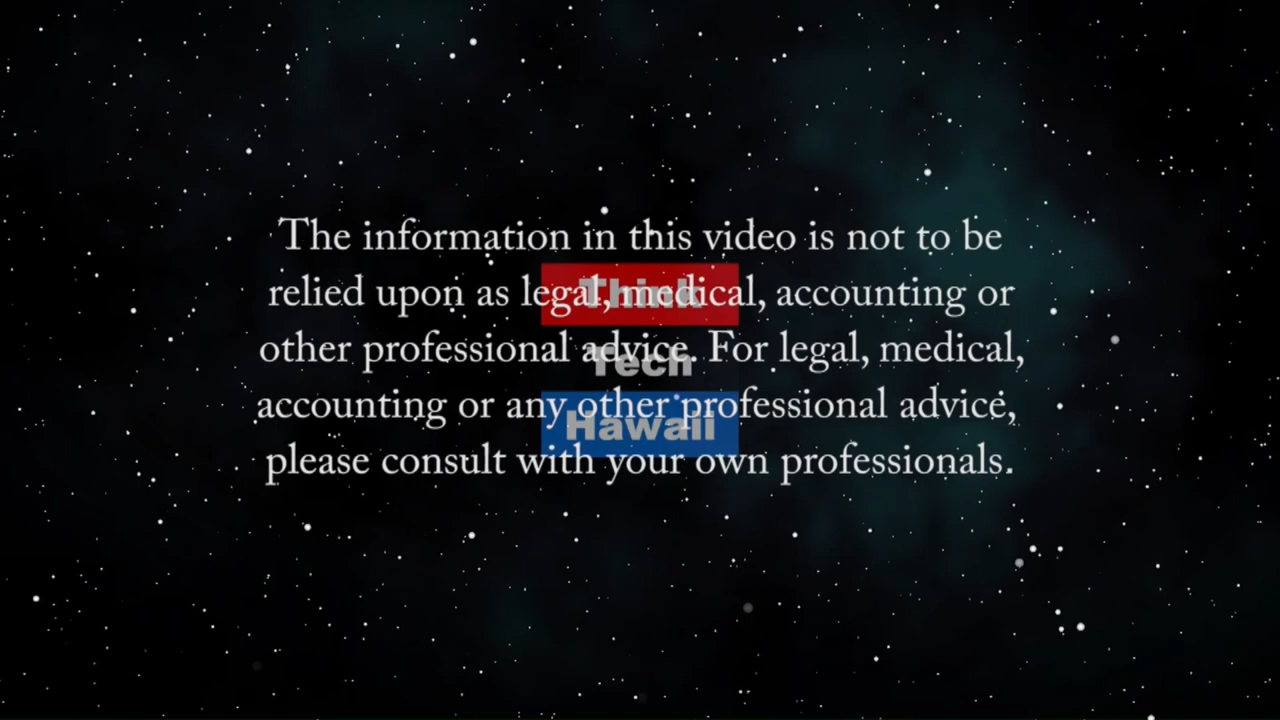 The information in this video is not to be
relied upon as legal, medical, accounting or
other professional advice. For legal, medical,
accounting or any other professional advice,
please consult with your own professionals.
Think
Tech
Hawaii